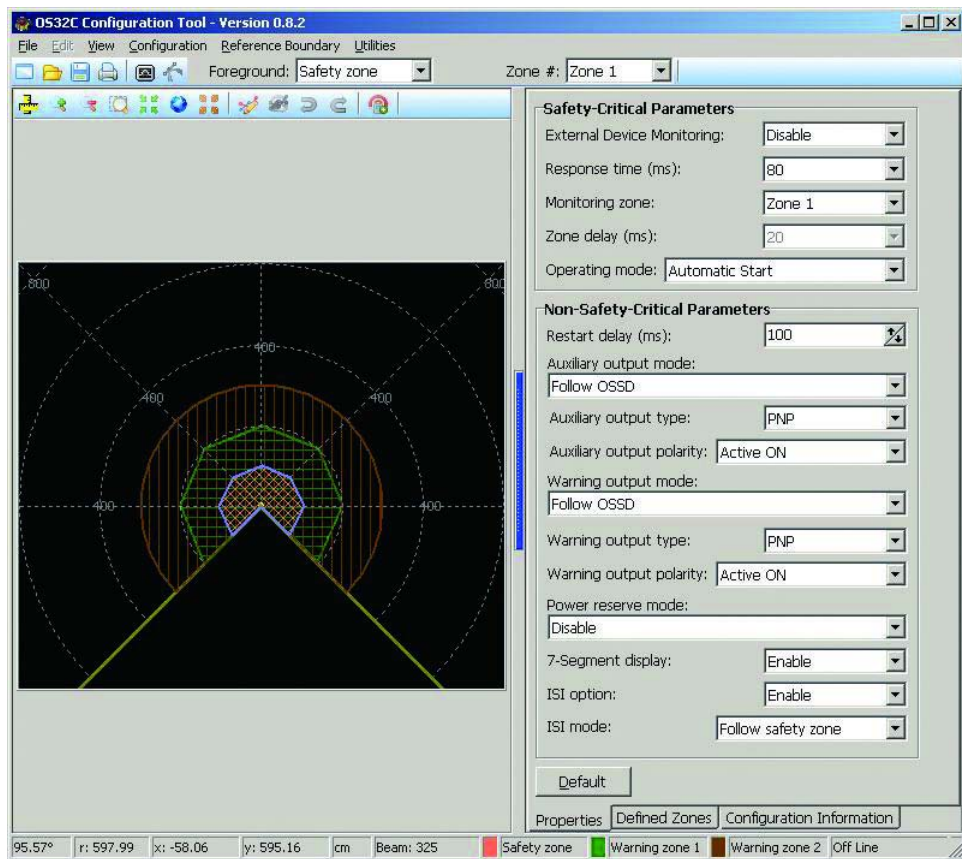 OS32C Configuration Tool - Version 0.8.2
File Edit View Configuration Reference Boundary Utilities
Foreground: Safety zone Zone #: Zone 1
Safety-Critical Parameters
External Device Monitoring: Disable
Response time (ms): 80
Monitoring zone: Zone 1
Zone delay (ms): 20
Operating mode: Automatic Start
Non-Safety-Critical Parameters
Restart delay (ms): 100
Auxiliary output mode:
Follow OSSD
Auxiliary output type: PNP
Auxiliary output polarity: Active ON
Warning output mode:
Follow OSSD
Warning output type: PNP
Warning output polarity: Active ON
Power reserve mode:
Disable
7-Segment display: Enable
ISI option: Enable
ISI mode: Follow safety zone
Default
Properties Defined Zones Configuration Information
800 800
400
400 400
400 400
95.57° r: 597.99 x: -58.06 y: 595.16 cm Beam: 325 Safety zone Warning zone 1 Warning zone 2 Off Line